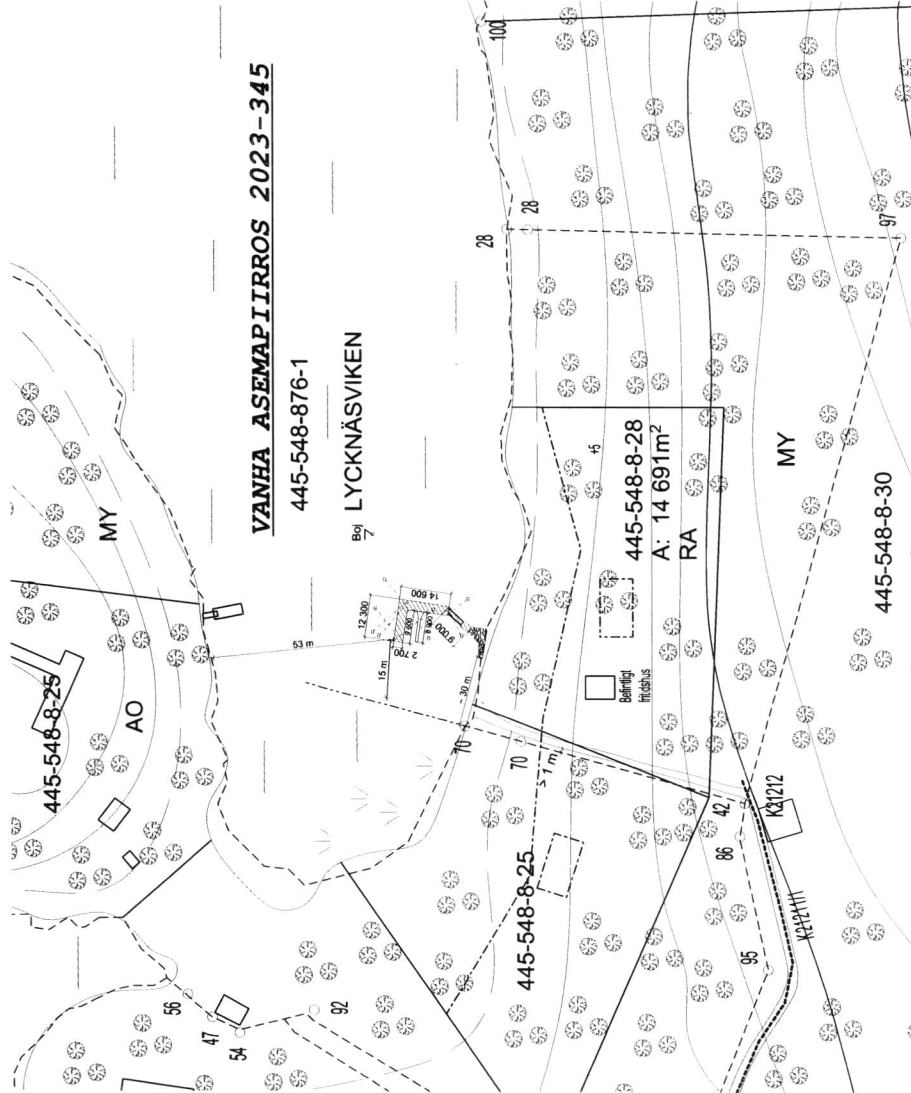 VANHA ASEMAPIIRROS 2023-345
445-548-876-1
Boj
LYCKNÄSVIKEN
100
28
28
97
MY
AO
445-548-8-25
53 m
12 300
14 600
2 700
9 000
15 m
30 m
70
70
> 1 m
+5
445-548-8-28
A: 14 691m²
RA
Befintligt
fritidshus
MY
445-548-8-30
445-548-8-25
42
86
K21212
95
56
47
54
92